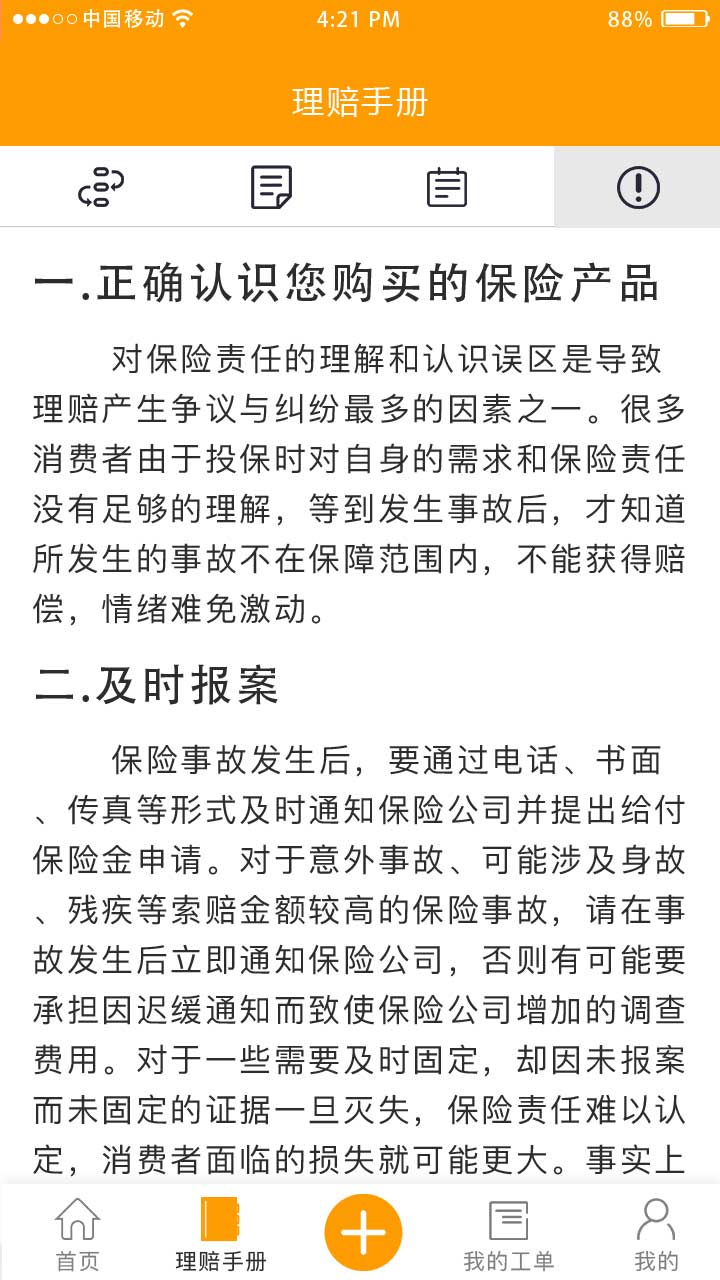 中国移动 4:21 PM 88%
理赔手册
一.正确认识您购买的保险产品
对保险责任的理解和认识误区是导致
理赔产生争议与纠纷最多的因素之一。很多
消费者由于投保时对自身的需求和保险责任
没有足够的理解，等到发生事故后，才知道
所发生的事故不在保障范围内，不能获得赔
偿，情绪难免激动。
二.及时报案
保险事故发生后，要通过电话、书面
、传真等形式及时通知保险公司并提出给付
保险金申请。对于意外事故、可能涉及身故
、残疾等索赔金额较高的保险事故，请在事
故发生后立即通知保险公司，否则有可能要
承担因迟缓通知而致使保险公司增加的调查
费用。对于一些需要及时固定，却因未报案
而未固定的证据一旦灭失，保险责任难以认
定，消费者面临的损失就可能更大。事实上
首页 理赔手册 我的工单 我的